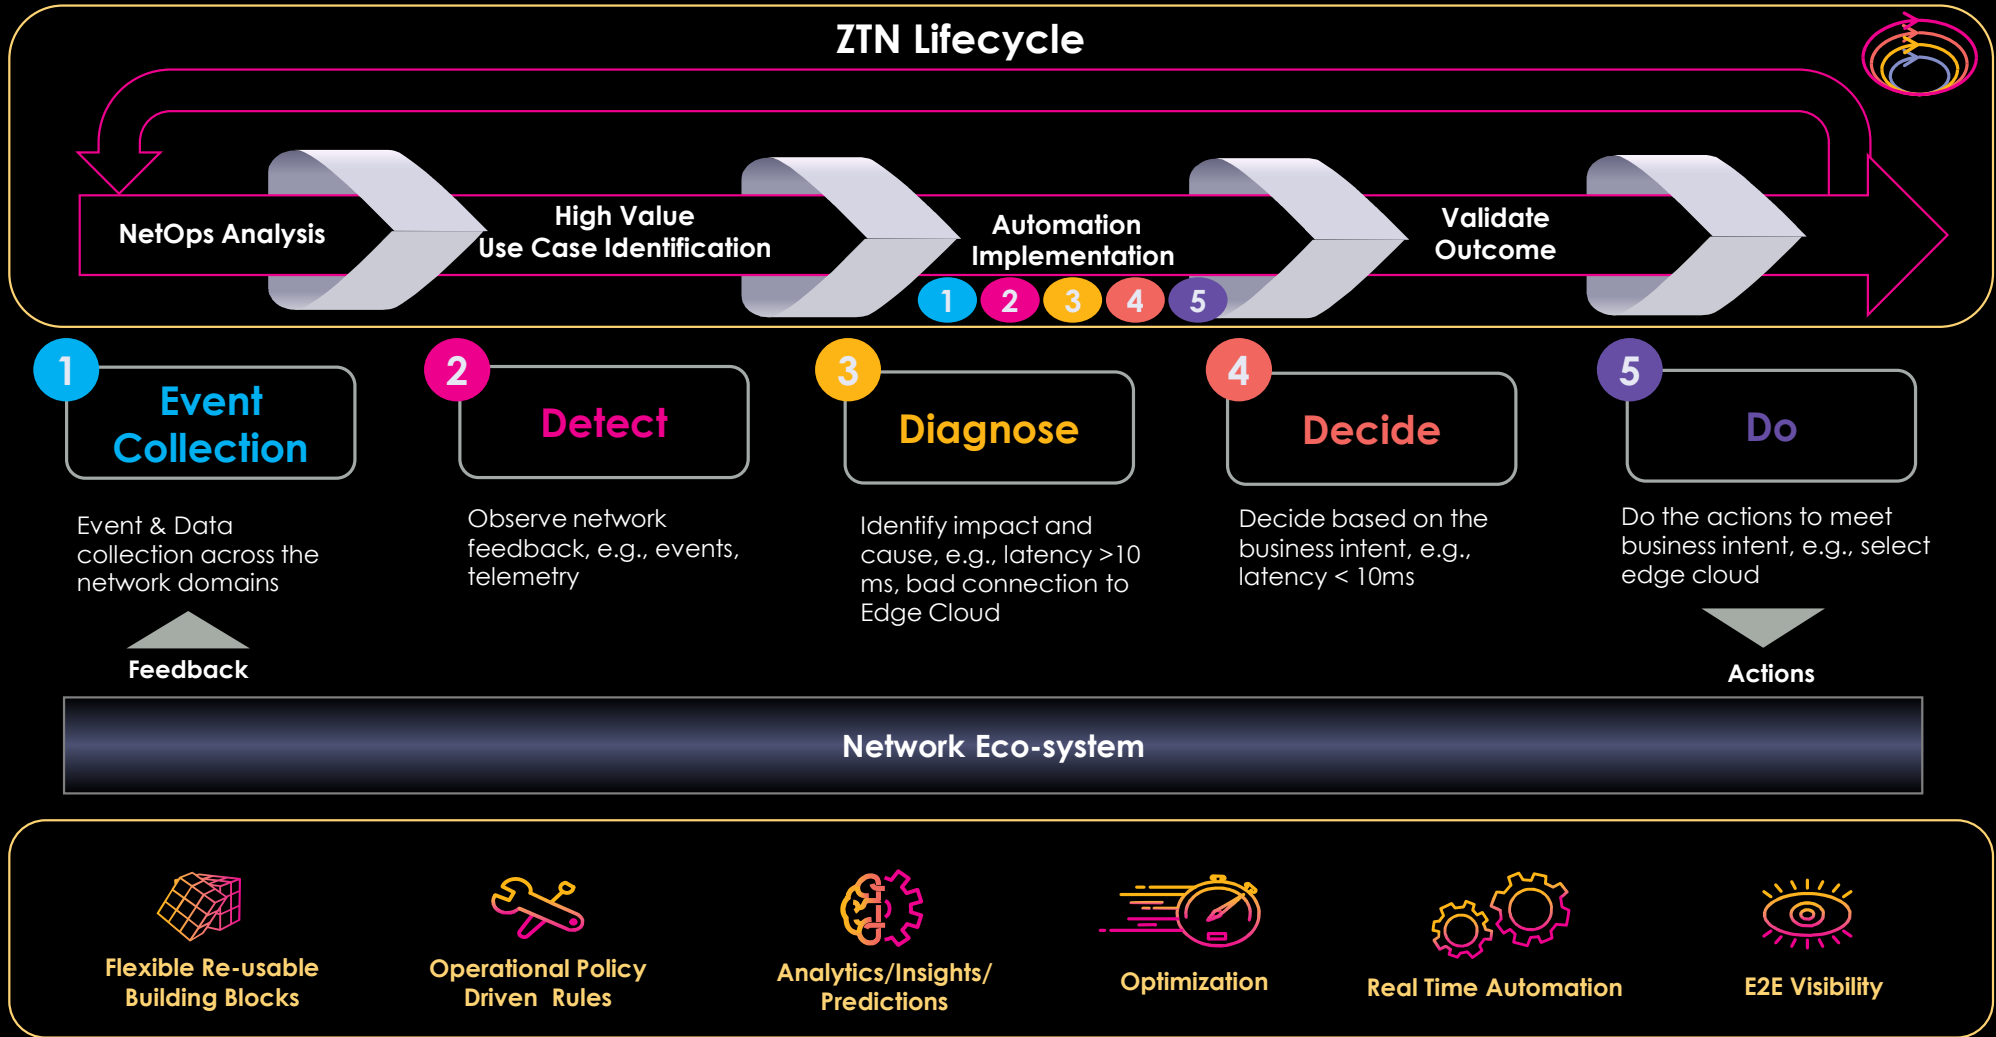 ZTN Lifecycle
NetOps Analysis
High Value
Use Case Identification
Automation
Implementation
Validate
Outcome
1 2 3 4 5
1
Event
Collection
Event & Data
collection across the
network domains
2
Detect
Observe network
feedback, e.g., events,
telemetry
3
Diagnose
Identify impact and
cause, e.g., latency >10
ms, bad connection to
Edge Cloud
4
Decide
Decide based on the
business intent, e.g.,
latency < 10ms
5
Do
Do the actions to meet
business intent, e.g., select
edge cloud
Feedback
Actions
Network Eco-system
Flexible Re-usable
Building Blocks
Operational Policy
Driven Rules
Analytics/Insights/
Predictions
Optimization
Real Time Automation
E2E Visibility